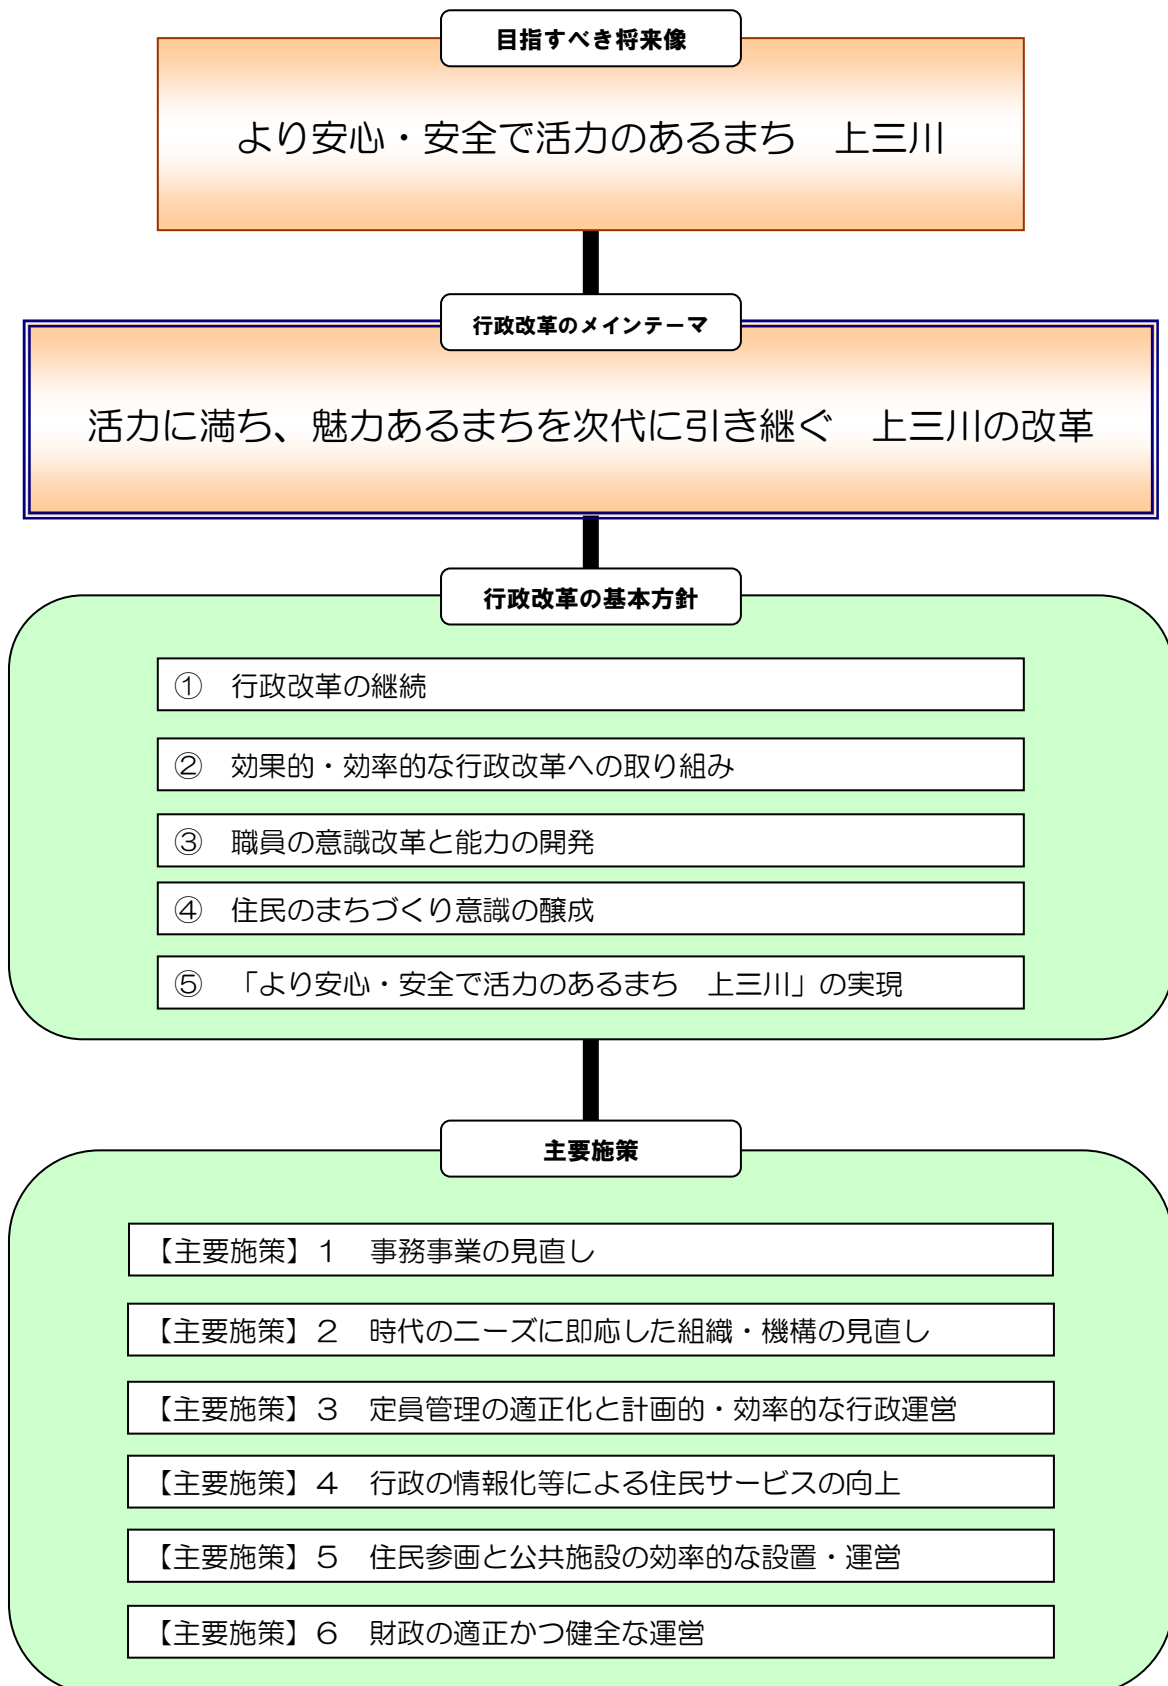 目指すべき将来像
より安心・安全で活力のあるまち　上三川
行政改革のメインテーマ
活力に満ち、魅力あるまちを次代に引き継ぐ　上三川の改革
行政改革の基本方針
①　行政改革の継続
②　効果的・効率的な行政改革への取り組み
③　職員の意識改革と能力の開発
④　住民のまちづくり意識の醸成
⑤　「より安心・安全で活力のあるまち　上三川」の実現
主要施策
【主要施策】１　事務事業の見直し
【主要施策】２　時代のニーズに即応した組織・機構の見直し
【主要施策】３　定員管理の適正化と計画的・効率的な行政運営
【主要施策】４　行政の情報化等による住民サービスの向上
【主要施策】５　住民参画と公共施設の効率的な設置・運営
【主要施策】６　財政の適正かつ健全な運営